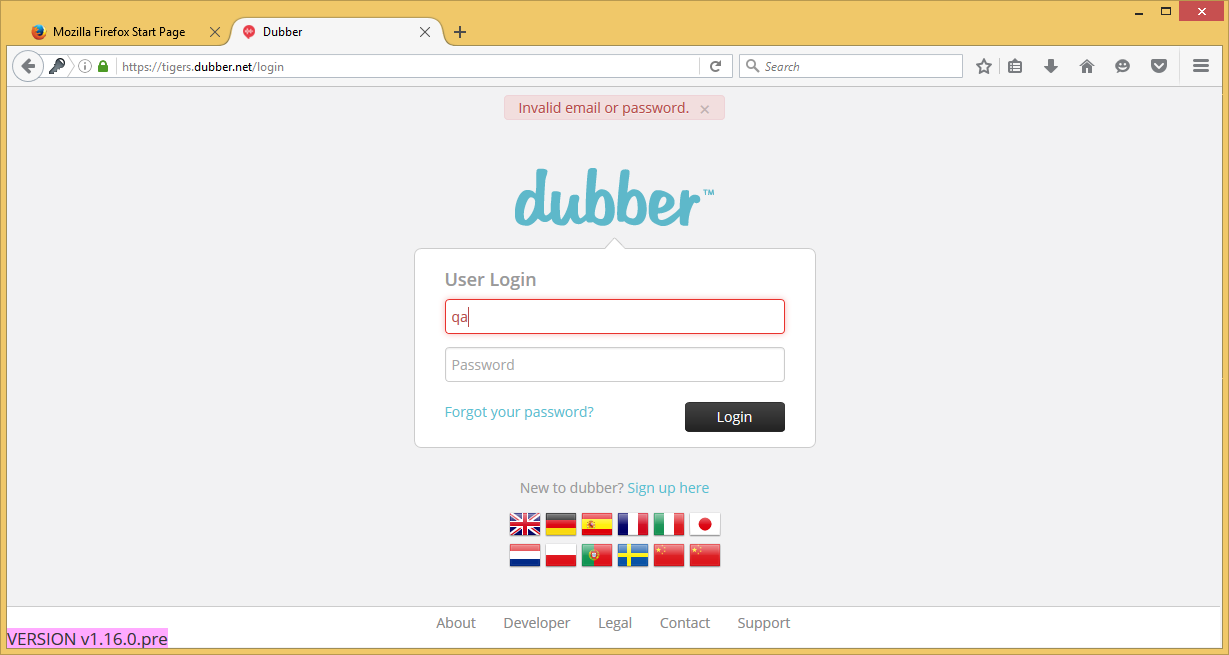 Mozilla Firefox Start Page
Dubber
https://tigers.dubber.net/login
Search
Invalid email or password.
dubber™
User Login
qa
Password
Forgot your password?
Login
New to dubber? Sign up here
About Developer Legal Contact Support
VERSION v1.16.0.pre